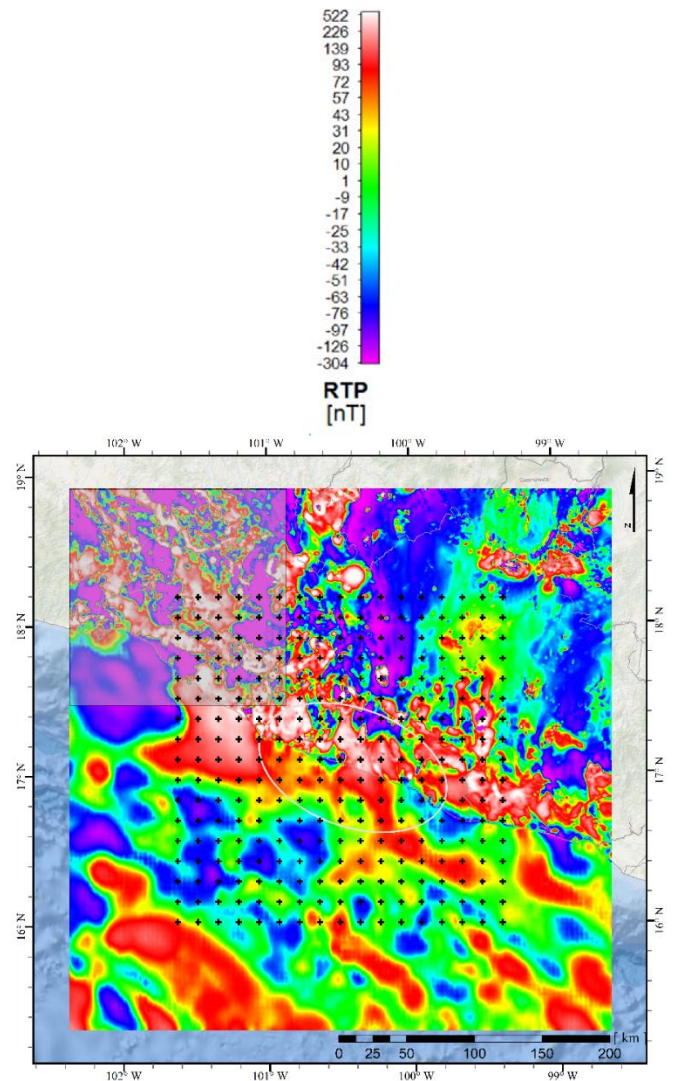 522
226
139
93
72
57
43
31
20
10
1
-9
-17
-25
-33
-42
-51
-63
-76
-97
-126
-304
RTP
[nT]
102° W 101° W 100° W 99° W
19° N 19° N
N
18° N 18° N
17° N 17° N
16° N 16° N
[ km ]
0 25 50 100 150 200
102° W 101° W 100° W 99° W